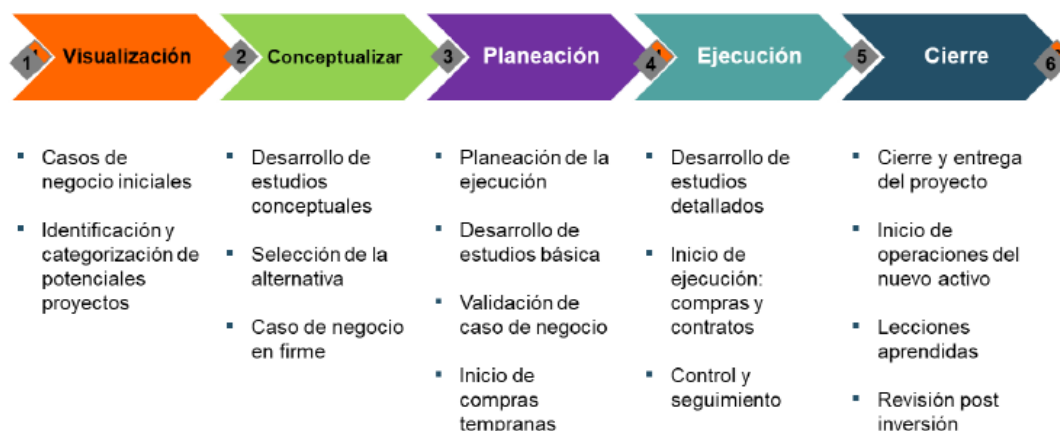 1
Visualización
2
Conceptualizar
3
Planeación
4
Ejecución
5
Cierre
6
Casos de
negocio iniciales
Identificación y
categorización de
potenciales
proyectos
Desarrollo de
estudios
conceptuales
Selección de la
alternativa
Caso de negocio
en firme
Planeación de la
ejecución
Desarrollo de
estudios básica
Validación de
caso de negocio
Inicio de
compras
tempranas
Desarrollo de
estudios
detallados
Inicio de
ejecución:
compras y
contratos
Control y
seguimiento
Cierre y entrega
del proyecto
Inicio de
operaciones del
nuevo activo
Lecciones
aprendidas
Revisión post
inversión